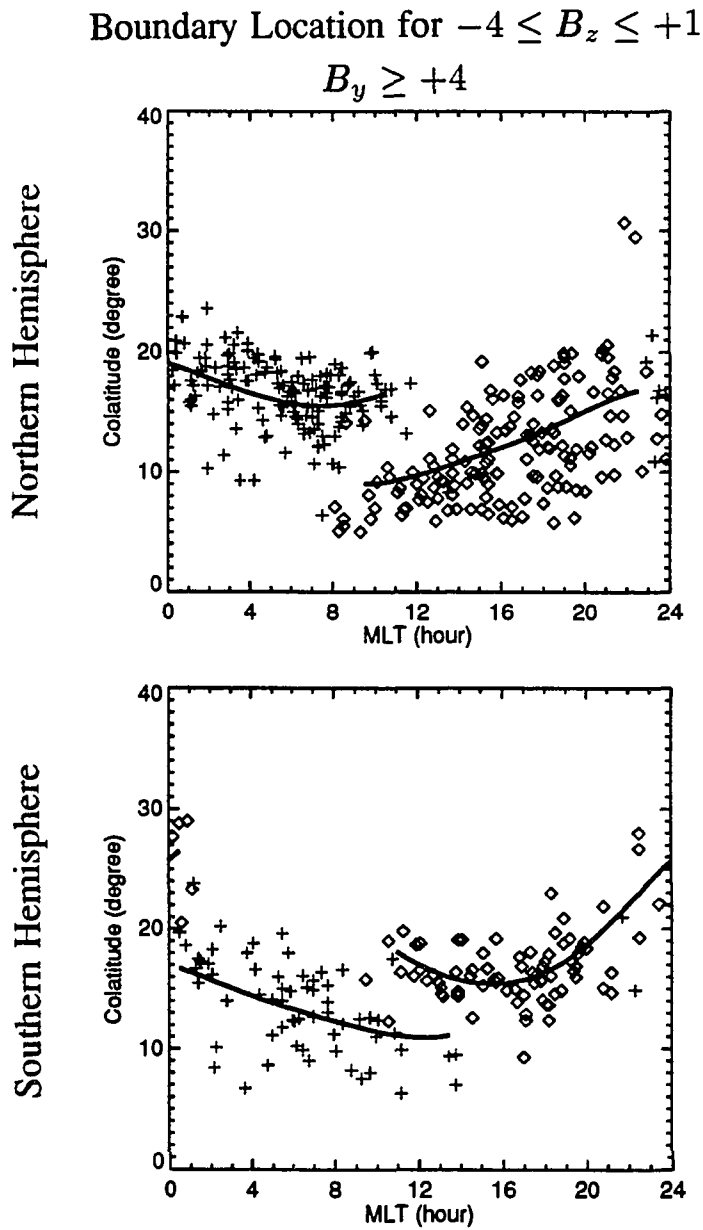 Boundary Location for −4 ≤ B_z ≤ +1
B_y ≥ +4
Northern Hemisphere
Colatitude (degree)
40
30
20
10
0
0 4 8 12 16 20 24
MLT (hour)
Southern Hemisphere
Colatitude (degree)
40
30
20
10
0
0 4 8 12 16 20 24
MLT (hour)